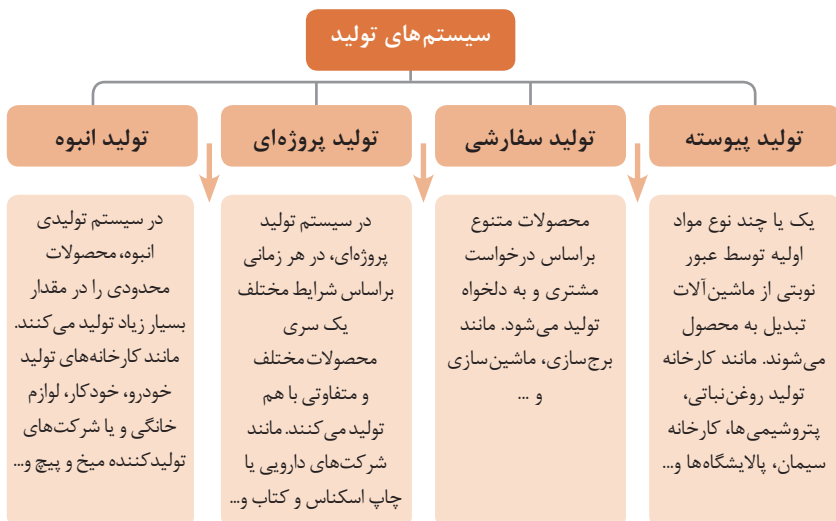 سیستم‌های تولید
تولید پیوسته
یک یا چند نوع مواد
اولیه توسط عبور
نوبتی از ماشین‌آلات
تبدیل به محصول
می‌شوند. مانند کارخانه
تولید روغن‌نباتی،
پتروشیمی‌ها، کارخانه
سیمان، پالایشگاه‌ها و...
تولید سفارشی
محصولات متنوع
براساس درخواست
مشتری و به دلخواه
تولید می‌شود. مانند
برج‌سازی، ماشین‌سازی
و ...
تولید پروژه‌ای
در سیستم تولید
پروژه‌ای، در هر زمانی
براساس شرایط مختلف
یک سری
محصولات‌مختلف
و متفاوتی با هم
تولید می‌کنند. مانند
شرکت‌های دارویی یا
چاپ اسکناس و کتاب و...
تولید انبوه
در سیستم تولیدی
انبوه، محصولات
محدودی را در مقدار
بسیار زیاد تولید می‌کنند.
مانند کارخانه‌های تولید
خودرو، خودکار، لوازم
خانگی و یا شرکت‌های
تولیدکننده میخ و پیچ و...